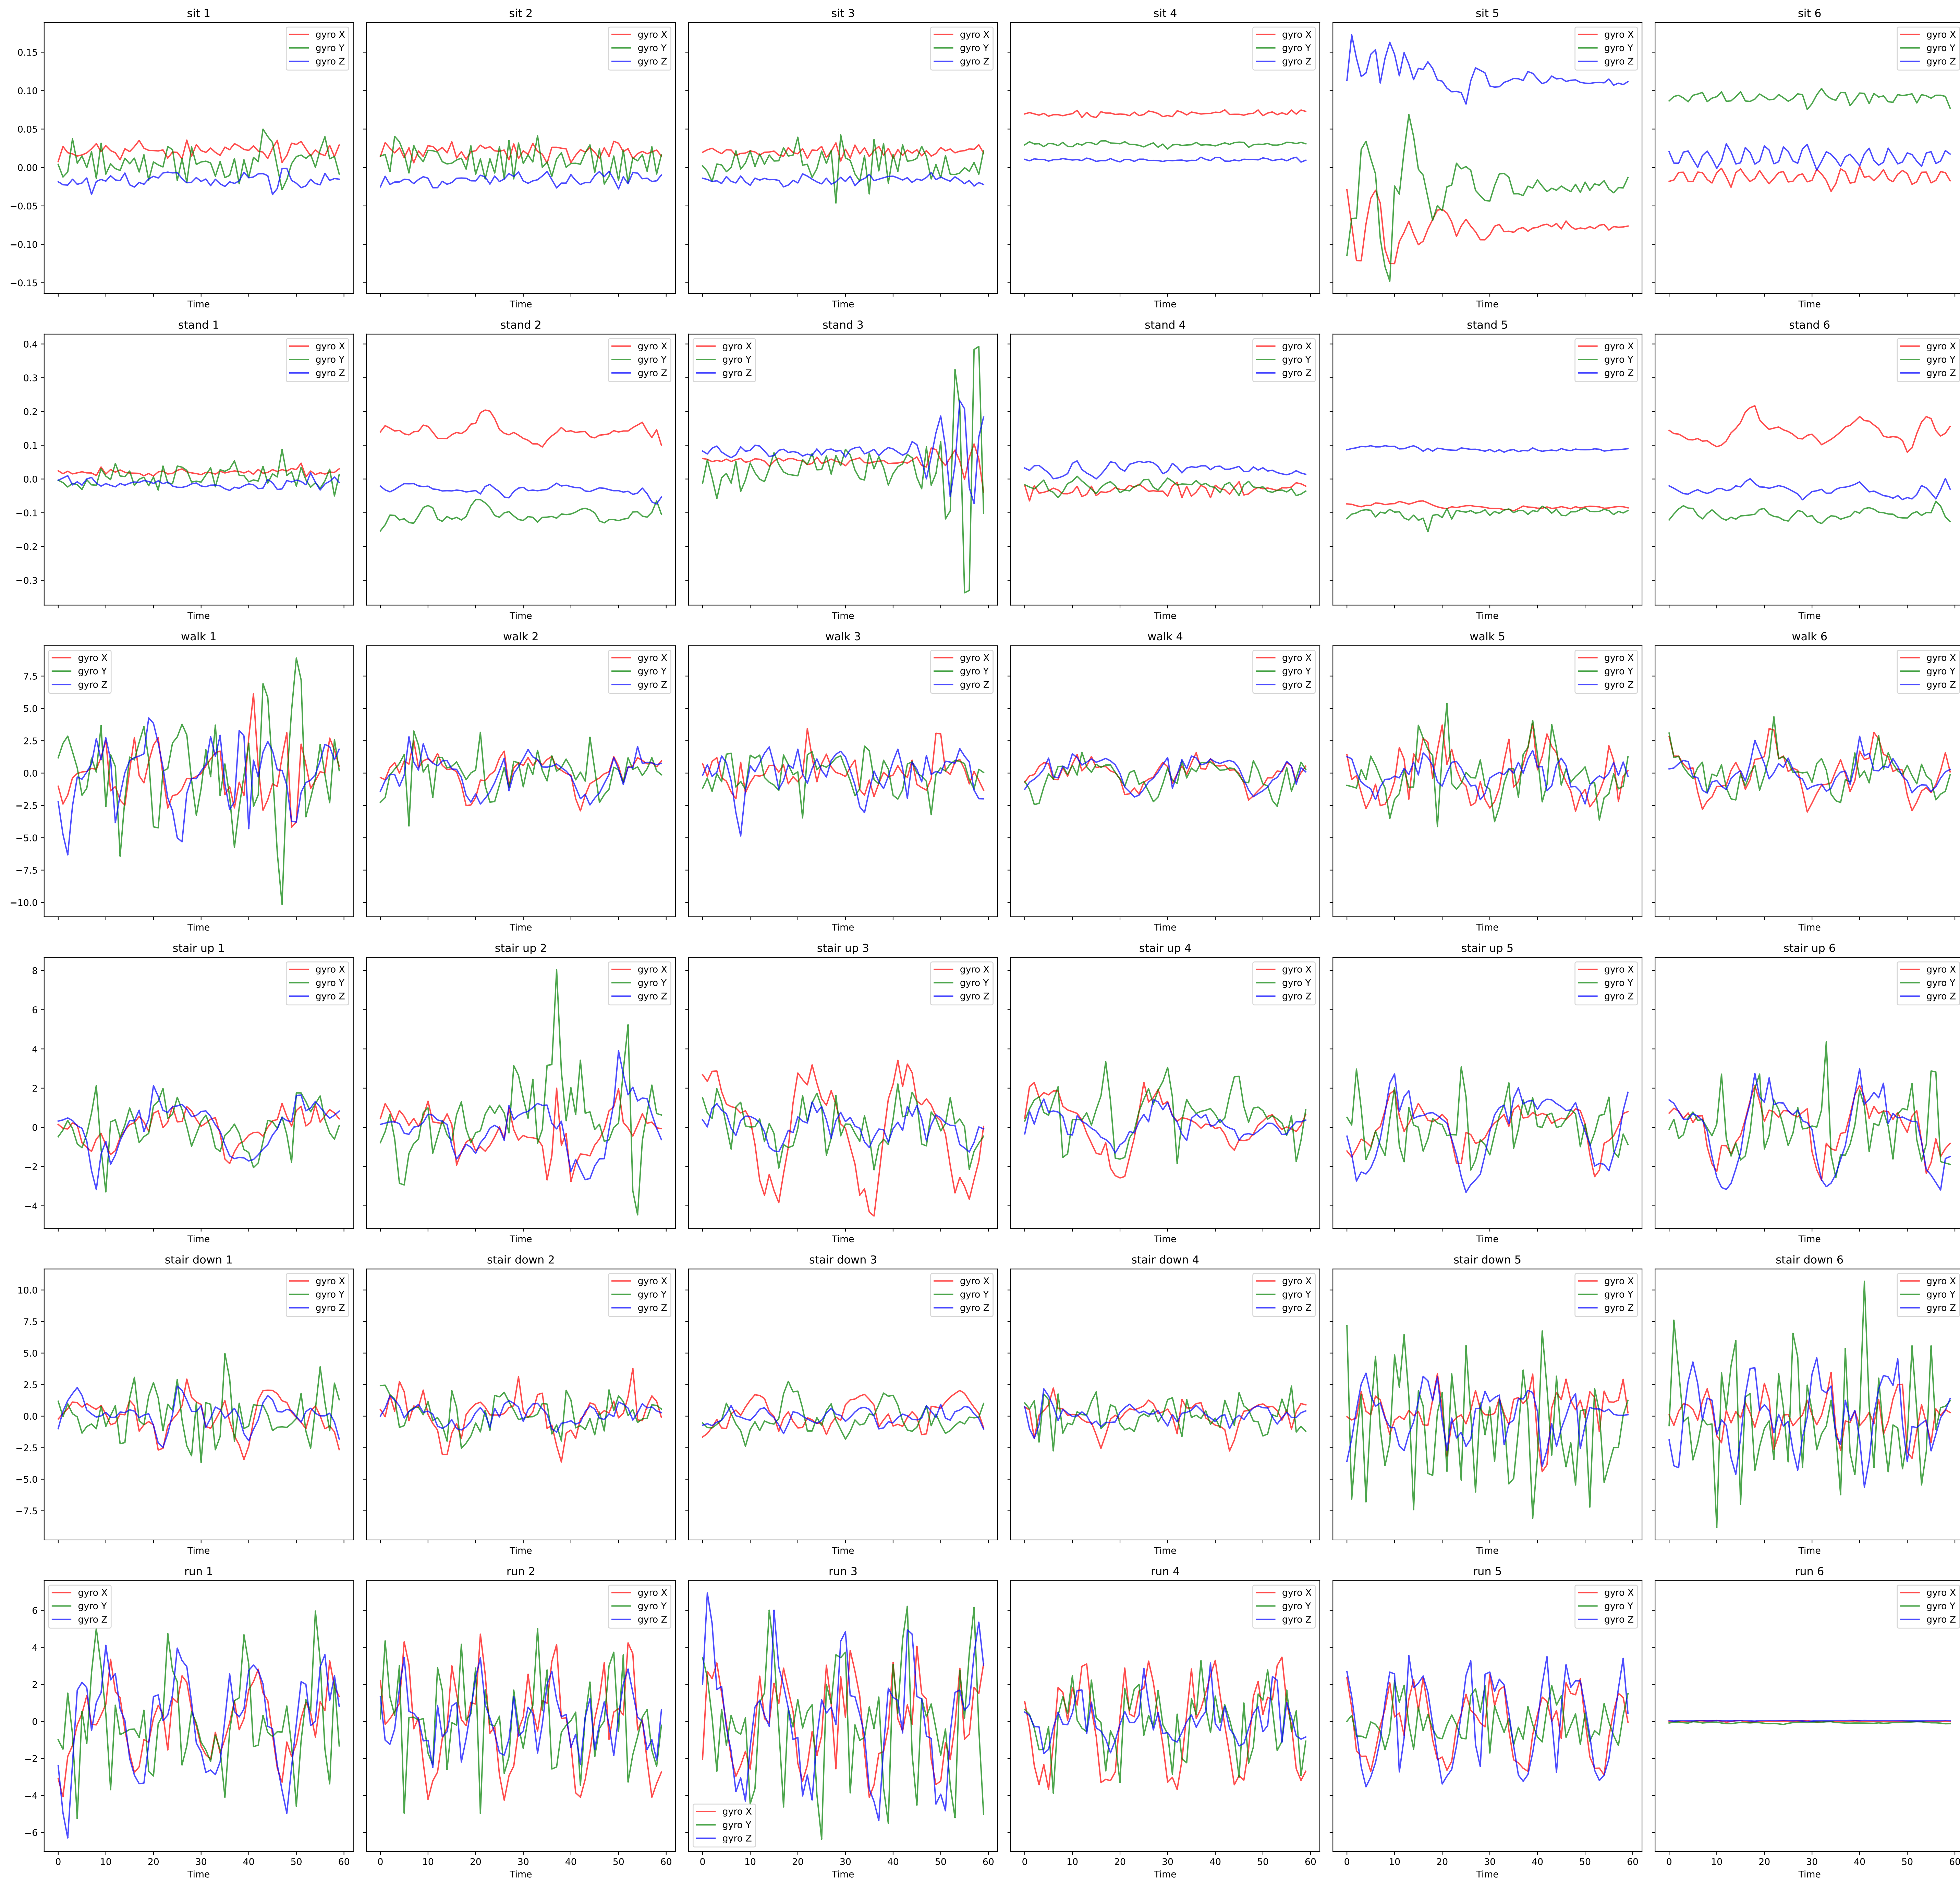 sit 1 sit 2 sit 3 sit 4 sit 5 sit 6
gyro X gyro X gyro X gyro X gyro X gyro X
0.15 gyro Y gyro Y gyro Y gyro Y gyro Y gyro Y
gyro Z gyro Z gyro Z gyro Z gyro Z gyro Z
0.10
0.05
0.00
−0.05
−0.10
−0.15
Time Time Time Time Time Time
stand 1 stand 2 stand 3 stand 4 stand 5 stand 6
0.4 gyro X gyro X gyro X gyro X gyro X gyro X
gyro Y gyro Y gyro Y gyro Y gyro Y gyro Y
0.3 gyro Z gyro Z gyro Z gyro Z gyro Z gyro Z
0.2
0.1
0.0
−0.1
−0.2
−0.3
Time Time Time Time Time Time
walk 1 walk 2 walk 3 walk 4 walk 5 walk 6
gyro X gyro X gyro X gyro X gyro X gyro X
7.5 gyro Y gyro Y gyro Y gyro Y gyro Y gyro Y
gyro Z gyro Z gyro Z gyro Z gyro Z gyro Z
5.0
2.5
0.0
−2.5
−5.0
−7.5
−10.0
Time Time Time Time Time Time
stair up 1 stair up 2 stair up 3 stair up 4 stair up 5 stair up 6
8 gyro X gyro X gyro X gyro X gyro X gyro X
gyro Y gyro Y gyro Y gyro Y gyro Y gyro Y
gyro Z gyro Z gyro Z gyro Z gyro Z gyro Z
6
4
2
0
−2
−4
Time Time Time Time Time Time
stair down 1 stair down 2 stair down 3 stair down 4 stair down 5 stair down 6
gyro X gyro X gyro X gyro X gyro X gyro X
10.0 gyro Y gyro Y gyro Y gyro Y gyro Y gyro Y
gyro Z gyro Z gyro Z gyro Z gyro Z gyro Z
7.5
5.0
2.5
0.0
−2.5
−5.0
−7.5
Time Time Time Time Time Time
run 1 run 2 run 3 run 4 run 5 run 6
gyro X gyro X gyro X gyro X gyro X
6 gyro Y gyro Y gyro Y gyro Y gyro Y
gyro Z gyro Z gyro Z gyro Z gyro Z
4
2
0
−2
−4
gyro X
gyro Y
−6 gyro Z
0 10 20 30 40 50 60 0 10 20 30 40 50 60 0 10 20 30 40 50 60 0 10 20 30 40 50 60 0 10 20 30 40 50 60 0 10 20 30 40 50 60
Time Time Time Time Time Time